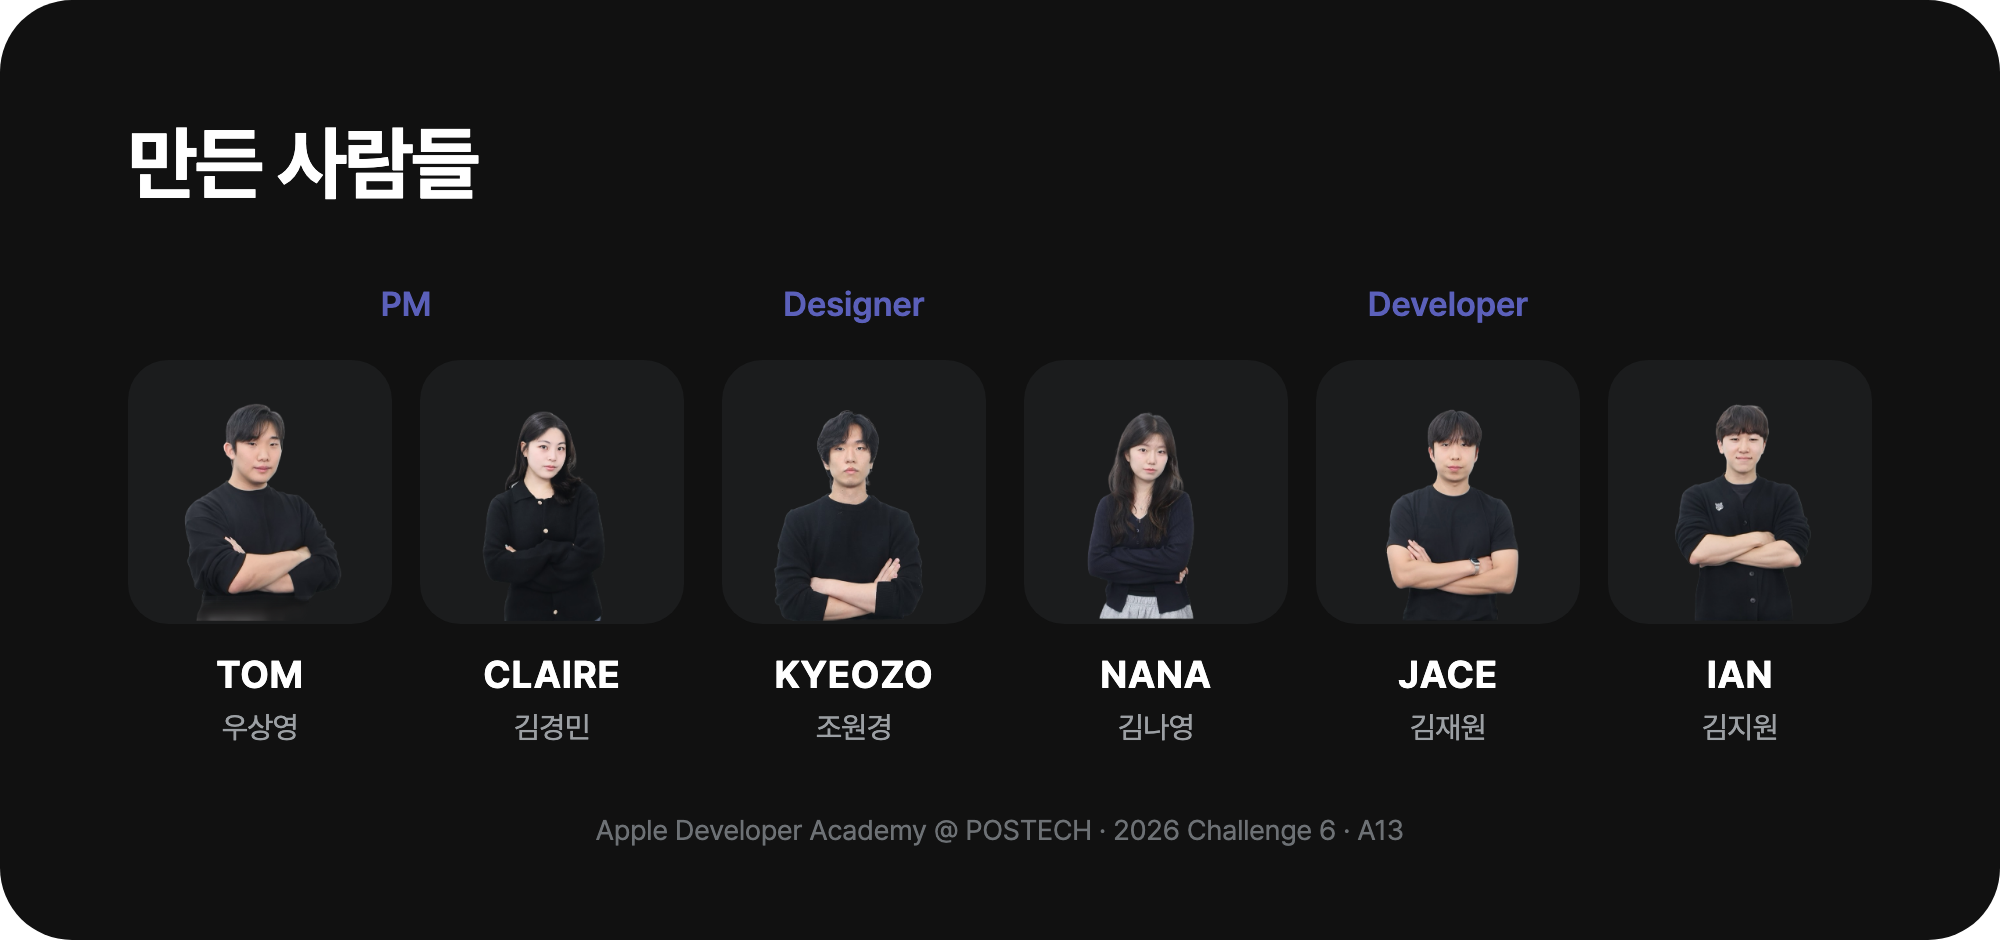 만든 사람들
PM
Designer
Developer
TOM
우상영
CLAIRE
김경민
KYEOZO
조원경
NANA
김나영
JACE
김재원
IAN
김지원
Apple Developer Academy @ POSTECH · 2026 Challenge 6 · A13